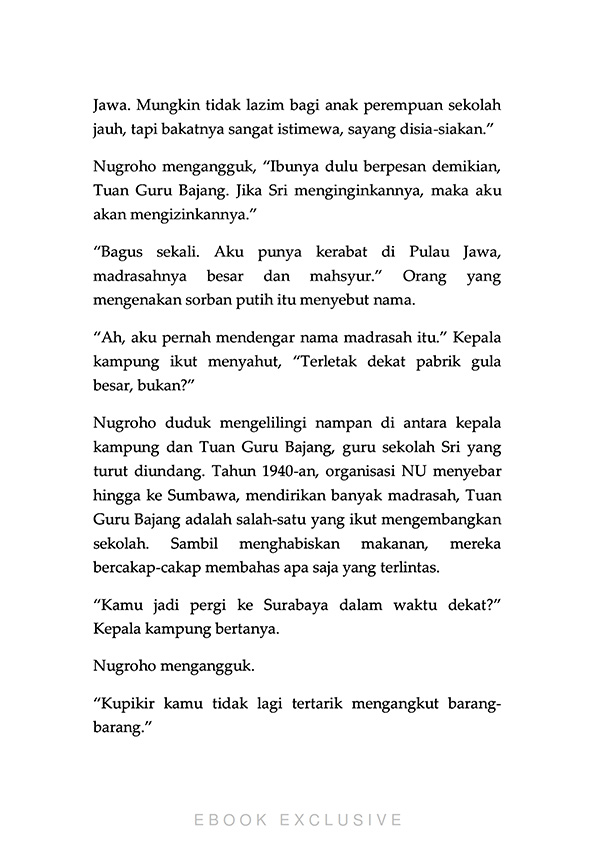 Jawa. Mungkin tidak lazim bagi anak perempuan sekolah
jauh, tapi bakatnya sangat istimewa, sayang disia-siakan.”
Nugroho mengangguk, “Ibunya dulu berpesan demikian,
Tuan Guru Bajang. Jika Sri menginginkannya, maka aku
akan mengizinkannya.”
“Bagus sekali. Aku punya kerabat di Pulau Jawa,
madrasahnya besar dan mahsyur.” Orang yang
mengenakan sorban putih itu menyebut nama.
“Ah, aku pernah mendengar nama madrasah itu.” Kepala
kampung ikut menyahut, “Terletak dekat pabrik gula
besar, bukan?”
Nugroho duduk mengelilingi nampan di antara kepala
kampung dan Tuan Guru Bajang, guru sekolah Sri yang
turut diundang. Tahun 1940-an, organisasi NU menyebar
hingga ke Sumbawa, mendirikan banyak madrasah, Tuan
Guru Bajang adalah salah-satu yang ikut mengembangkan
sekolah. Sambil menghabiskan makanan, mereka
bercakap-cakap membahas apa saja yang terlintas.
“Kamu jadi pergi ke Surabaya dalam waktu dekat?”
Kepala kampung bertanya.
Nugroho mengangguk.
“Kupikir kamu tidak lagi tertarik mengangkut barang-
barang.”
EBOOK EXCLUSIVE